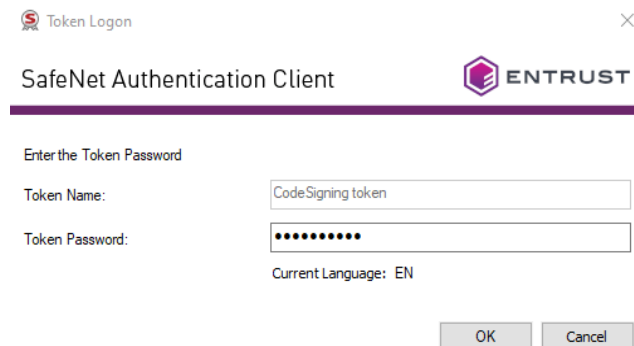 Token Logon
SafeNet Authentication Client
ENTRUST
Enter the Token Password
Token Name:
CodeSigning token
Token Password:
••••••••••
Current Language: EN
OK
Cancel